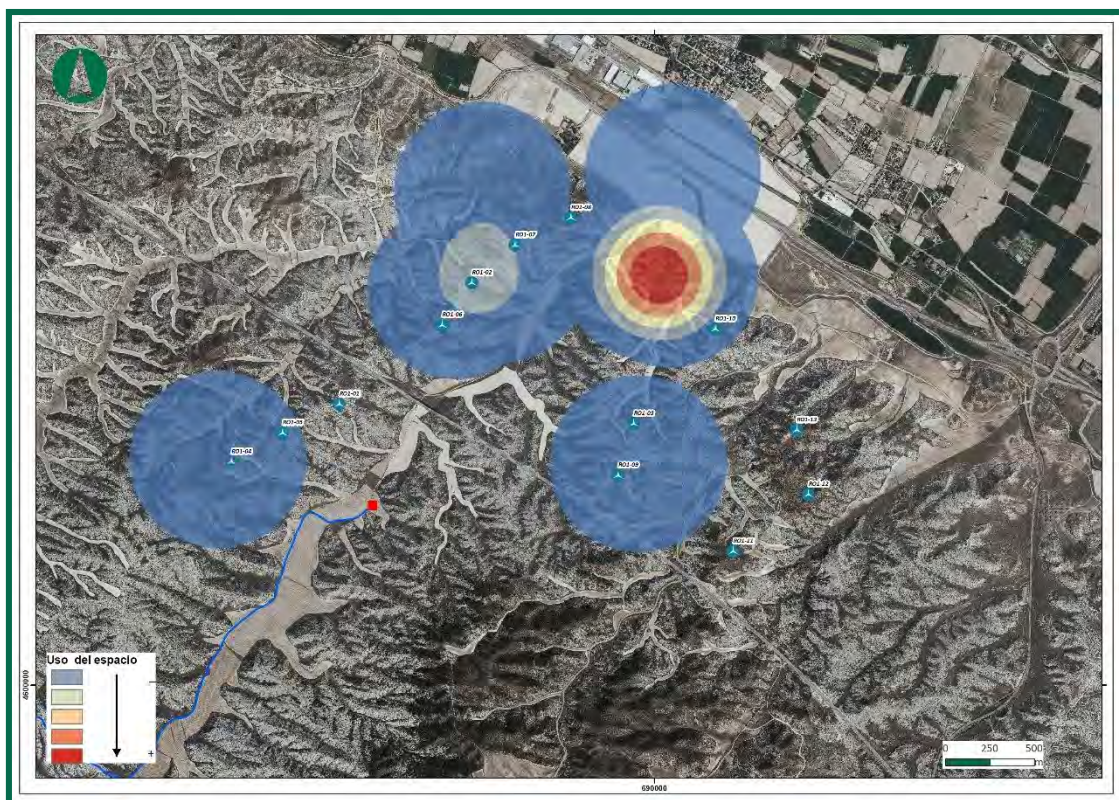 RO1-08
RO1-07
RO1-02
RO1-06
RO1-10
RO1-01
RO1-05
RO1-04
RO1-03
RO1-09
RO1-13
RO1-12
RO1-11
Uso del espacio
-
+
4600000
690000
0 250 500
m